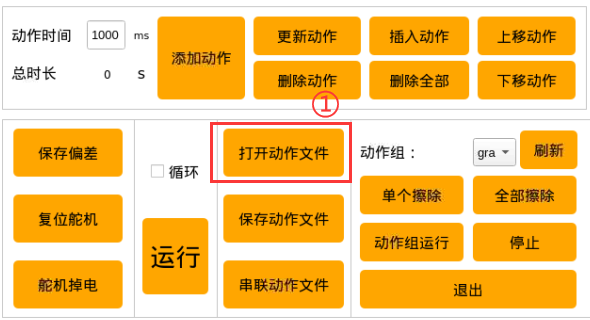 动作时间 1000 ms 添加动作 更新动作 插入动作 上移动作
总时长 0 s 删除动作 删除全部 下移动作
①
保存偏差 循环 打开动作文件 动作组： gra 刷新
复位舵机 运行 保存动作文件 单个擦除 全部擦除
动作组运行 停止
舵机掉电 串联动作文件 退出